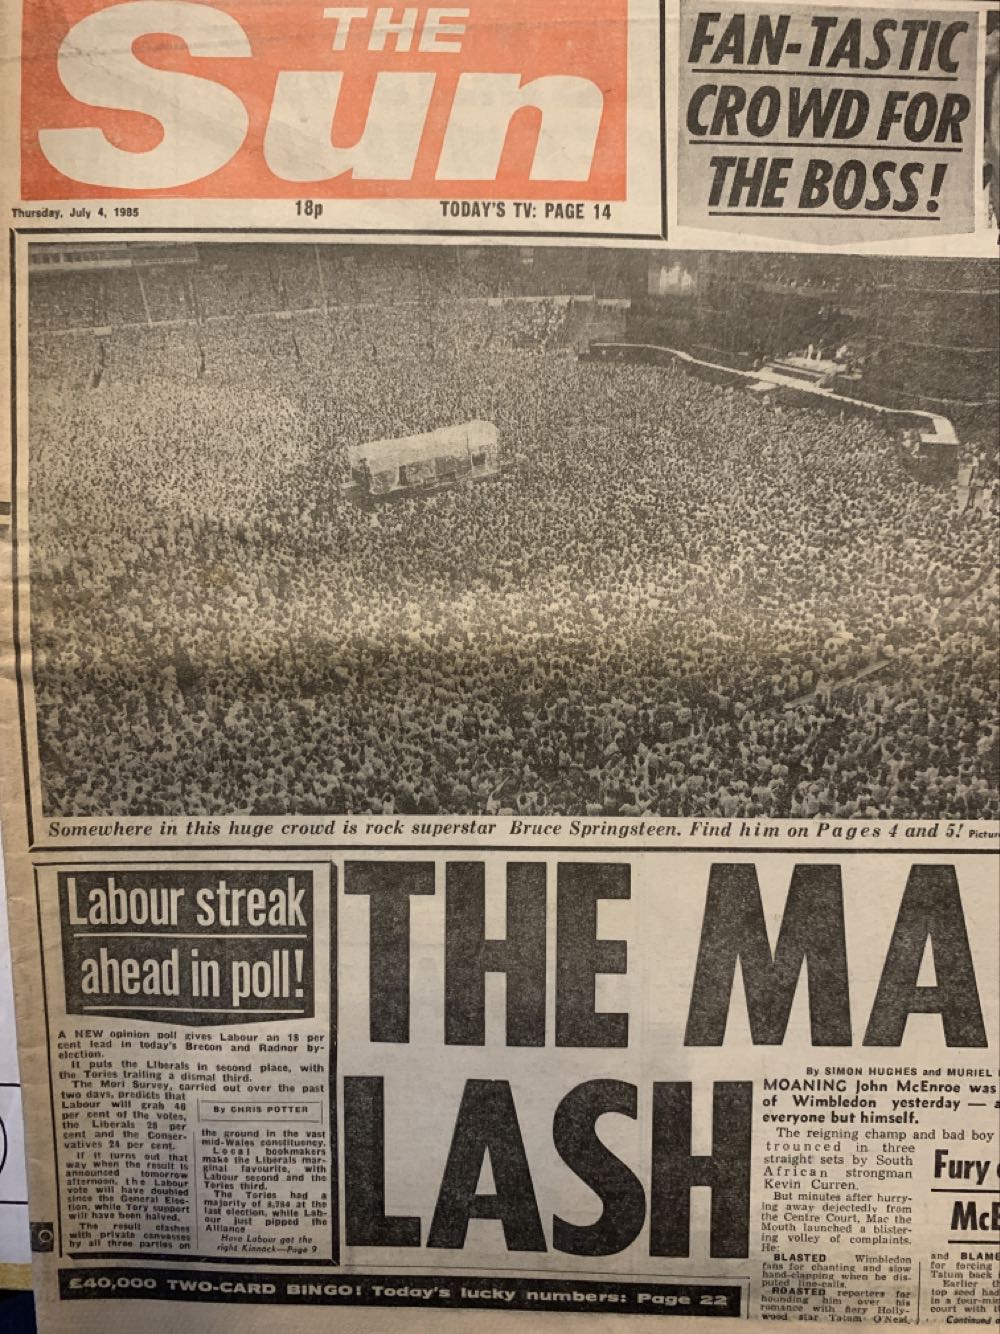 THE
Sun
Thursday, July 4, 1985
18p
TODAY'S TV: PAGE 14
FAN-TASTIC
CROWD FOR
THE BOSS!
Somewhere in this huge crowd is rock superstar Bruce Springsteen. Find him on Pages 4 and 5!
Labour streak
ahead in poll!
A NEW opinion poll gives Labour an 18 per
cent lead in today's Brecon and Radnor by-
election.
It puts the Liberals in second place, with
the Tories trailing a dismal third.
The Mori Survey, carried out over the past
two days, predicts that
Labour will grab 46
per cent of the votes,
the Liberals 28 per
cent and the Conser-
vatives 24 per cent.
If it turns out that
way when the result is
announced tomorrow
afternoon, the Labour
vote will have doubled
since the General Elec-
tion, while Tory support
will have been halved.
The result clashes
with private canvasses
by all three parties on
By CHRIS POTTER
the ground in the vast
mid-Wales constituency.
Local bookmakers
make the Liberals mar-
ginal favourite, with
Labour second and the
Tories third.
The Tories had a
majority of 8,784 at the
last election, while Lab-
our just pipped the
Alliance.
Have Labour got the
right Kinnock—Page 9
THE MA
LASH
By SIMON HUGHES and MURIEL
MOANING John McEnroe was
of Wimbledon yesterday —
everyone but himself.
The reigning champ and bad boy
trounced in three
straight sets by South
African strongman
Kevin Curren.
But minutes after hurry-
ing away dejectedly from
the Centre Court, Mac the
Mouth launched a blister-
ing volley of complaints.
He:
BLASTED Wimbledon
fans for chanting and slow
hand-clapping when he dis-
puted line-calls.
ROASTED reporters for
hounding him over his
romance with fiery Holly-
wood star Tatum O'Neal,
Fury
McE
and BLAME
for forcing
Tatum back
Earlier th
top seed had
in a four-min
court with
Continued
£40,000 TWO-CARD BINGO! Today's lucky numbers: Page 22